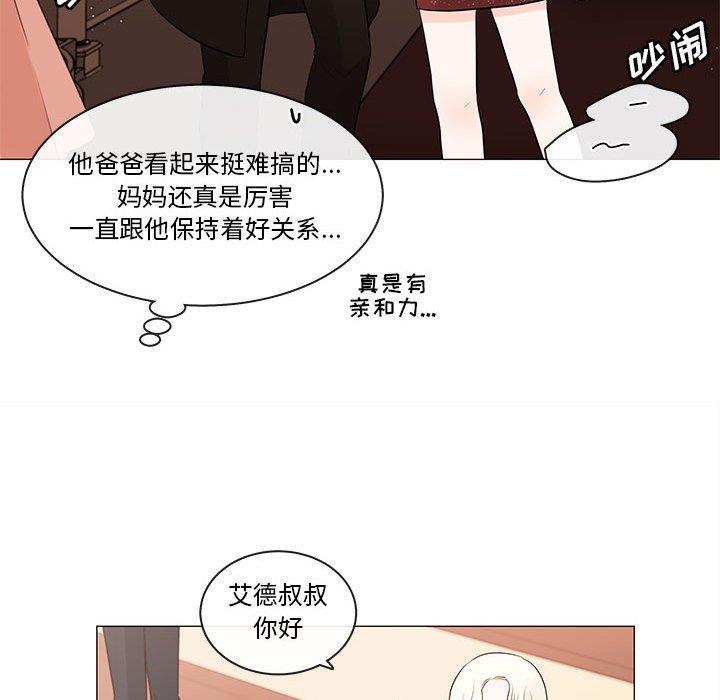 吵闹
他爸爸看起来挺难搞的...
妈妈还真是厉害
一直跟他保持着好关系...
真是有
亲和力...
艾德叔叔
你好